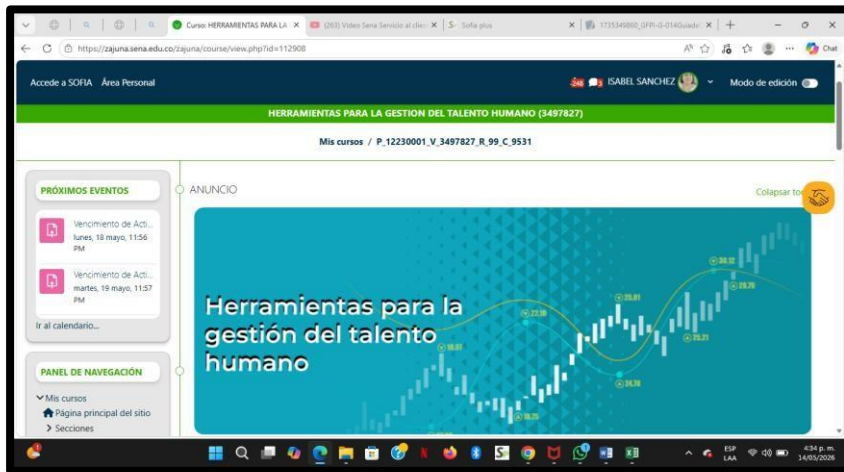 Curso: HERRAMIENTAS PARA LA
(263) Video Sena Servicio al clien
Sofia plus
1735349800_GFPI-G-014Guiade
https://zajuna.sena.edu.co/zajuna/course/view.php?id=112908
Chat
Accede a SOFIA Área Personal
ISABEL SANCHEZ
Modo de edición
HERRAMIENTAS PARA LA GESTION DEL TALENTO HUMANO (3497827)
Mis cursos / P_12230001_V_3497827_R_99_C_9531
PRÓXIMOS EVENTOS
Vencimiento de Acti...
lunes, 18 mayo, 11:56
PM
Vencimiento de Acti...
martes, 19 mayo, 11:57
PM
Ir al calendario...
ANUNCIO
Colapsar
Herramientas para la
gestión del talento
humano
PANEL DE NAVEGACIÓN
Mis cursos
Página principal del sitio
Secciones
ESP
LAA
4:34 p. m.
14/05/2026